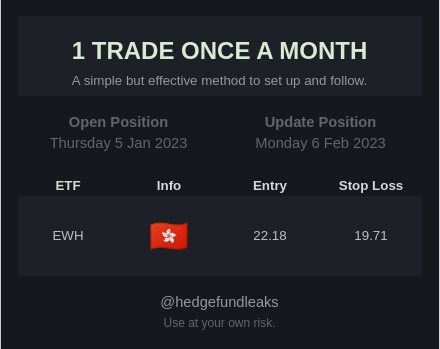 1 TRADE ONCE A MONTH
A simple but effective method to set up and follow.
Open Position Update Position
Thursday 5 Jan 2023 Monday 6 Feb 2023
ETF Info Entry Stop Loss
EWH 22.18 19.71
@hedgefundleaks
Use at your own risk.